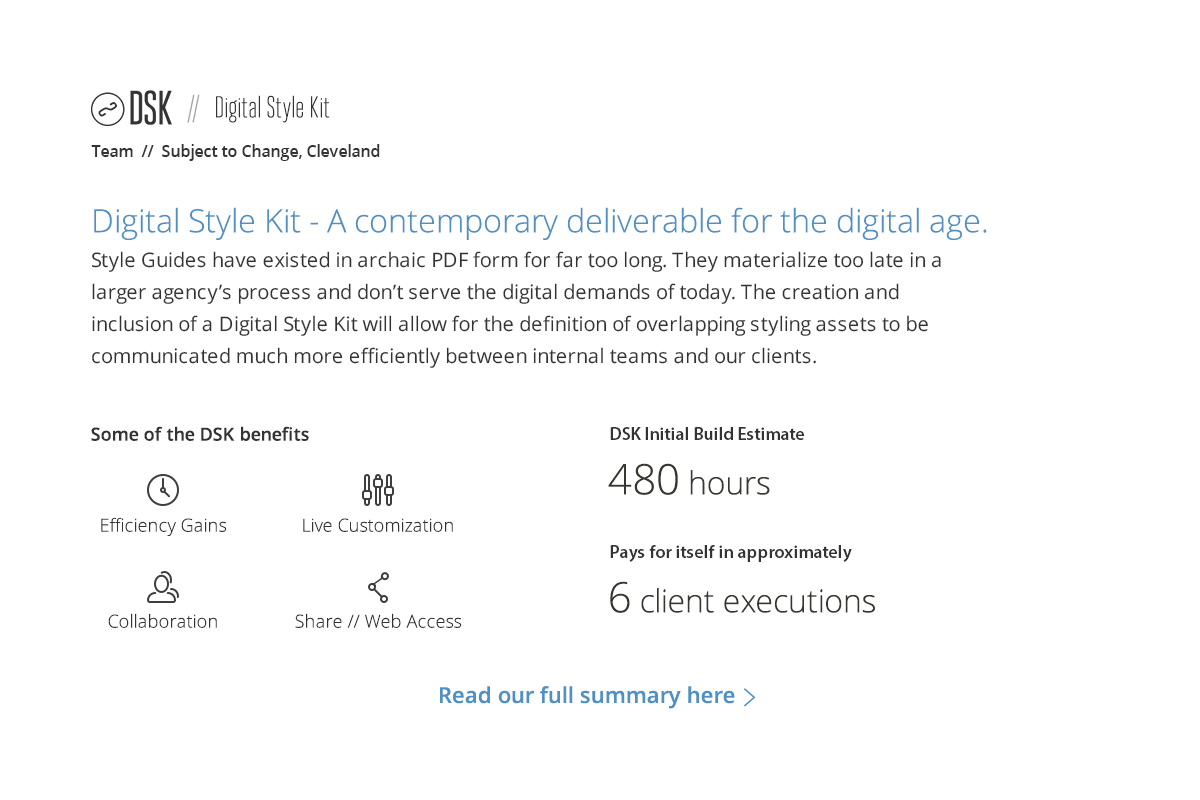 DSK // Digital Style Kit
Team // Subject to Change, Cleveland
Digital Style Kit - A contemporary deliverable for the digital age.
Style Guides have existed in archaic PDF form for far too long. They materialize too late in a
larger agency’s process and don’t serve the digital demands of today. The creation and
inclusion of a Digital Style Kit will allow for the definition of overlapping styling assets to be
communicated much more efficiently between internal teams and our clients.
Some of the DSK benefits
Efficiency Gains
Live Customization
Collaboration
Share // Web Access
DSK Initial Build Estimate
480 hours
Pays for itself in approximately
6 client executions
Read our full summary here >